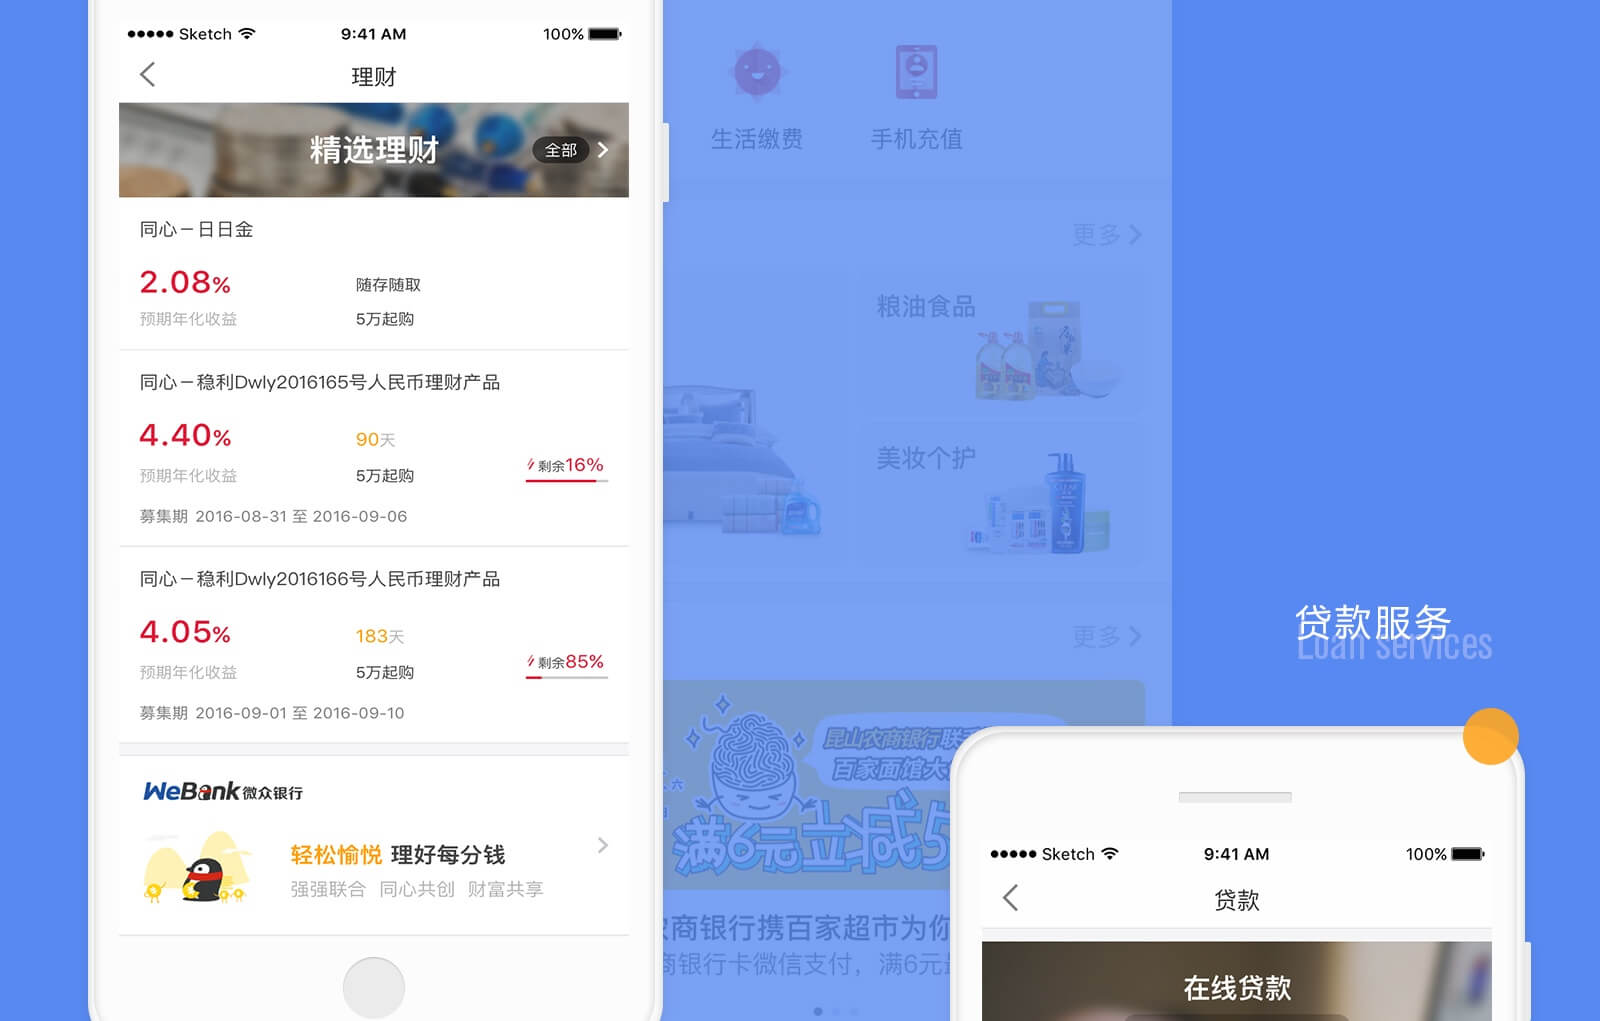 Sketch 9:41 AM 100%
理财
精选理财 全部
同心－日日金
2.08% 随存随取
预期年化收益 5万起购
同心－稳利Dwly2016165号人民币理财产品
4.40% 90天
剩余16%
预期年化收益 5万起购
募集期 2016-08-31 至 2016-09-06
同心－稳利Dwly2016166号人民币理财产品
4.05% 183天
剩余85%
预期年化收益 5万起购
募集期 2016-09-01 至 2016-09-10
WeBank微众银行
轻松愉悦 理好每分钱
强强联合 同心共创 财富共享
生活缴费 手机充值
更多
粮油食品
美妆个护
更多
昆山农商银行联手
百家面馆大
满6元立减5
农商银行携百家超市为你
商银行卡微信支付，满6元
贷款服务
Loan services
Sketch 9:41 AM 100%
贷款
在线贷款